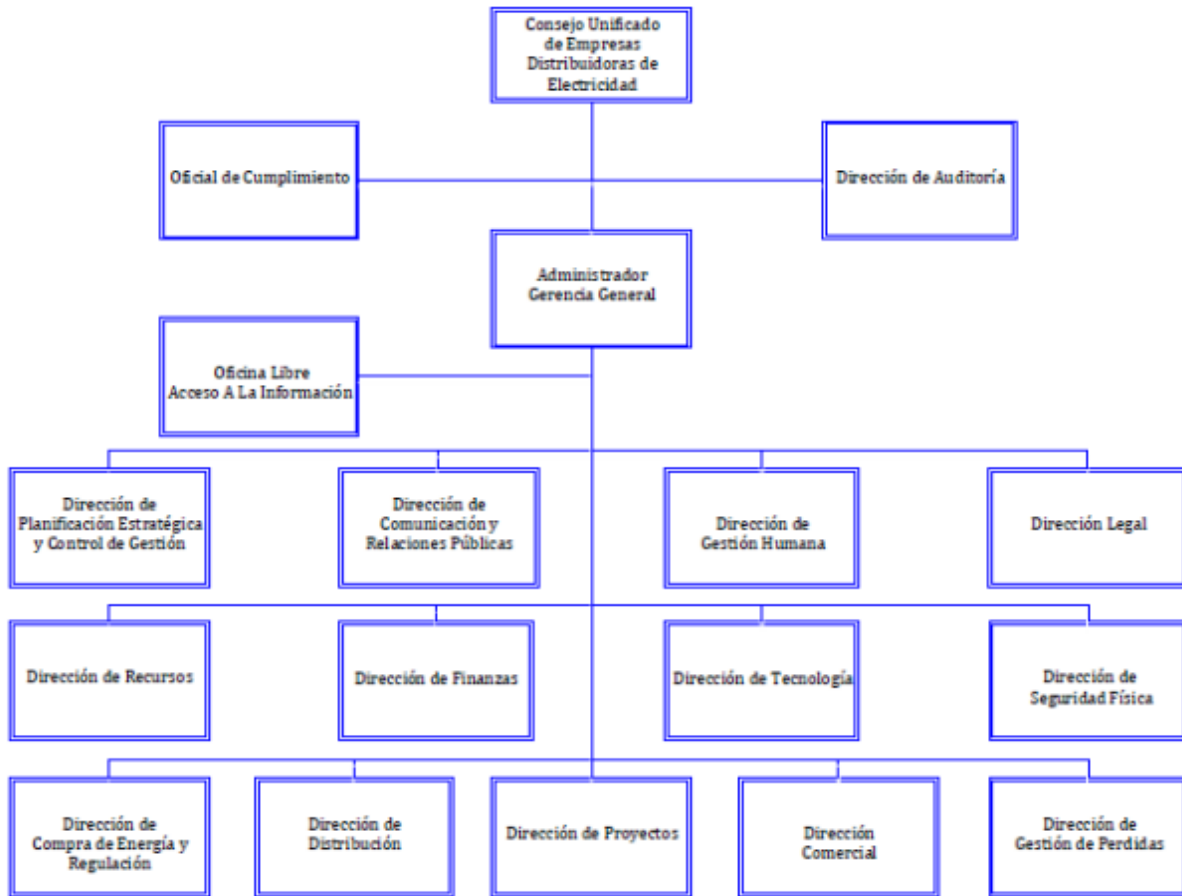 Consejo Unificado
de Empresas
Distribuidoras de
Electricidad
Oficial de Cumplimiento
Dirección de Auditoría
Administrador
Gerencia General
Oficina Libre
Acceso A La Información
Dirección de
Planificación Estratégica
y Control de Gestión
Dirección de
Comunicación y
Relaciones Públicas
Dirección de
Gestión Humana
Dirección Legal
Dirección de Recursos
Dirección de Finanzas
Dirección de Tecnología
Dirección de
Seguridad Física
Dirección de
Compra de Energía y
Regulación
Dirección de
Distribución
Dirección de Proyectos
Dirección
Comercial
Dirección de
Gestión de Perdidas